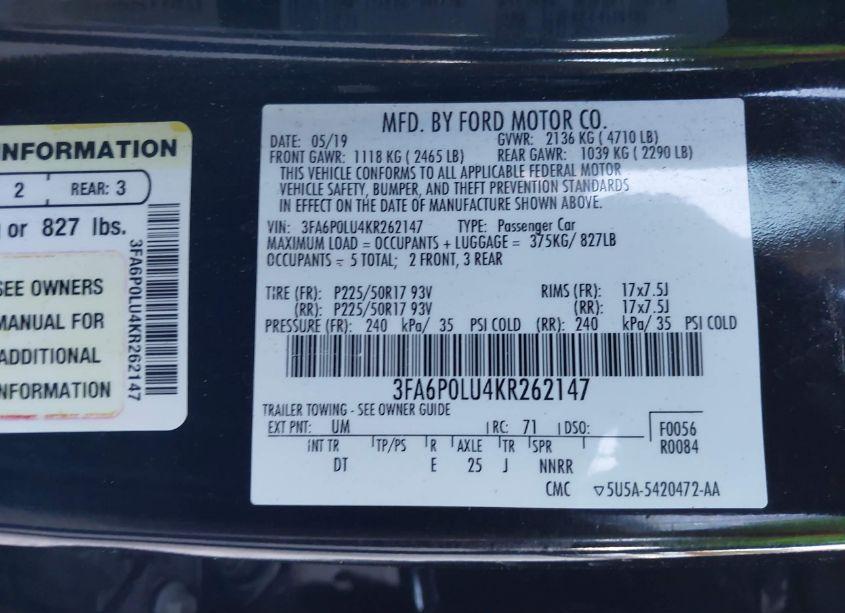 INFORMATION
2 REAR: 3
or 827 lbs.
SEE OWNERS
MANUAL FOR
ADDITIONAL
INFORMATION
3FA6P0LU4KR262147
MFD. BY FORD MOTOR CO.
DATE: 05/19 GVWR: 2136 KG ( 4710 LB)
FRONT GAWR: 1118 KG ( 2465 LB) REAR GAWR: 1039 KG ( 2290 LB)
THIS VEHICLE CONFORMS TO ALL APPLICABLE FEDERAL MOTOR
VEHICLE SAFETY, BUMPER, AND THEFT PREVENTION STANDARDS
IN EFFECT ON THE DATE OF MANUFACTURE SHOWN ABOVE.
VIN: 3FA6P0LU4KR262147 TYPE: Passenger Car
MAXIMUM LOAD = OCCUPANTS + LUGGAGE = 375KG/ 827LB
OCCUPANTS = 5 TOTAL; 2 FRONT, 3 REAR
TIRE (FR): P225/50R17 93V RIMS (FR): 17x7.5J
(RR): P225/50R17 93V (RR): 17x7.5J
PRESSURE (FR): 240 kPa/ 35 PSI COLD (RR): 240 kPa/ 35 PSI COLD
3FA6P0LU4KR262147
TRAILER TOWING - SEE OWNER GUIDE
EXT PNT: UM RC: 71 DSO: F0056
R0084
INT TR TP/PS R AXLE TR SPR
DT E 25 J NNRR
CMC ▽5U5A-5420472-AA